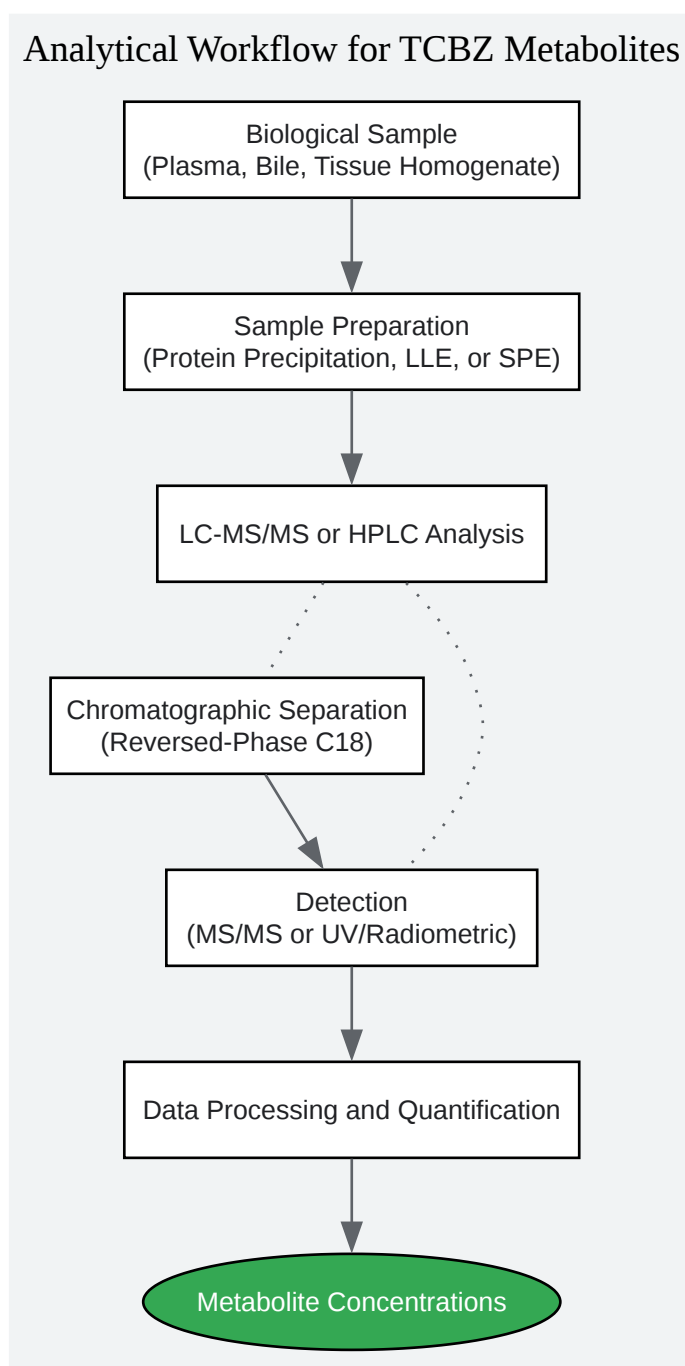 Analytical Workflow for TCBZ Metabolites
Biological Sample
(Plasma, Bile, Tissue Homogenate)
Sample Preparation
(Protein Precipitation, LLE, or SPE)
LC-MS/MS or HPLC Analysis
Chromatographic Separation
(Reversed-Phase C18)
Detection
(MS/MS or UV/Radiometric)
Data Processing and Quantification
Metabolite Concentrations